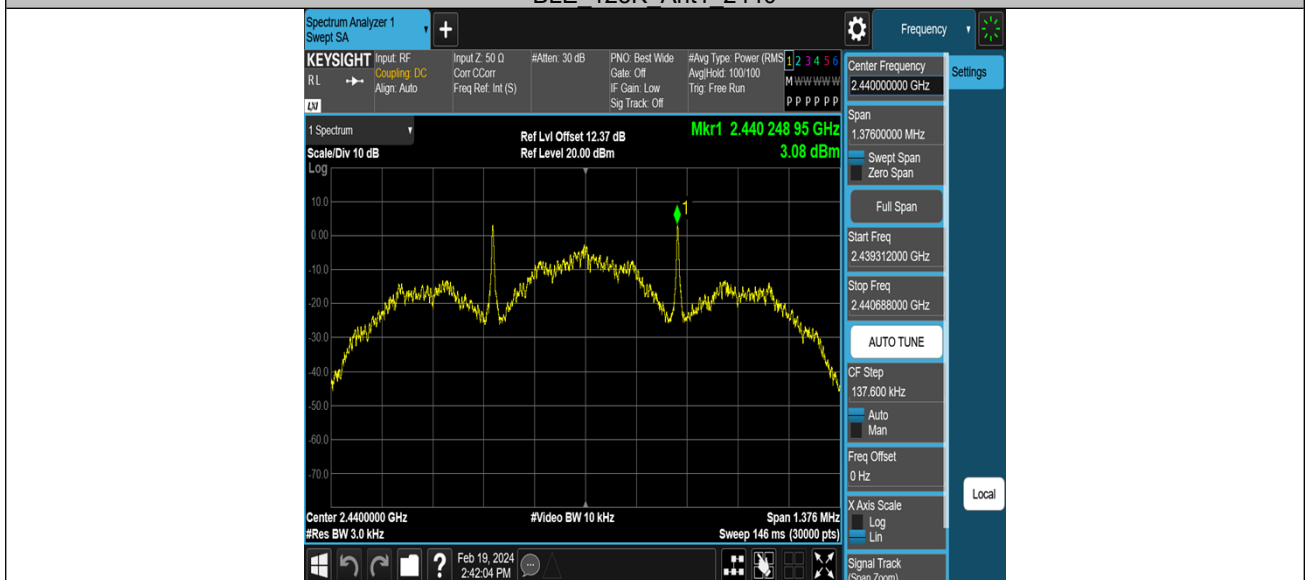 BLE_125K_Ant1_2440
Spectrum Analyzer 1
Swept SA
+
Frequency
KEYSIGHT
RL
LXI
Input: RF
Coupling: DC
Align: Auto
Input Z: 50 Ω
Corr CCorr
Freq Ref: Int (S)
#Atten: 30 dB
PNO: Best Wide
Gate: Off
IF Gain: Low
Sig Track: Off
#Avg Type: Power (RMS
Avg|Hold: 100/100
Trig: Free Run
1 2 3 4 5 6
M W W W W W
P P P P P P
Center Frequency
2.440000000 GHz
Settings
Span
1.37600000 MHz
Swept Span
Zero Span
Full Span
Start Freq
2.439312000 GHz
Stop Freq
2.440688000 GHz
AUTO TUNE
CF Step
137.600 kHz
Auto
Man
Freq Offset
0 Hz
X Axis Scale
Log
Lin
Signal Track
(Span Zoom)
Local
1 Spectrum
Scale/Div 10 dB
Log
Ref Lvl Offset 12.37 dB
Ref Level 20.00 dBm
Mkr1 2.440 248 95 GHz
3.08 dBm
1
10.0
0.00
-10.0
-20.0
-30.0
-40.0
-50.0
-60.0
-70.0
Center 2.4400000 GHz
#Res BW 3.0 kHz
#Video BW 10 kHz
Span 1.376 MHz
Sweep 146 ms (30000 pts)
?
Feb 19, 2024
2:42:04 PM